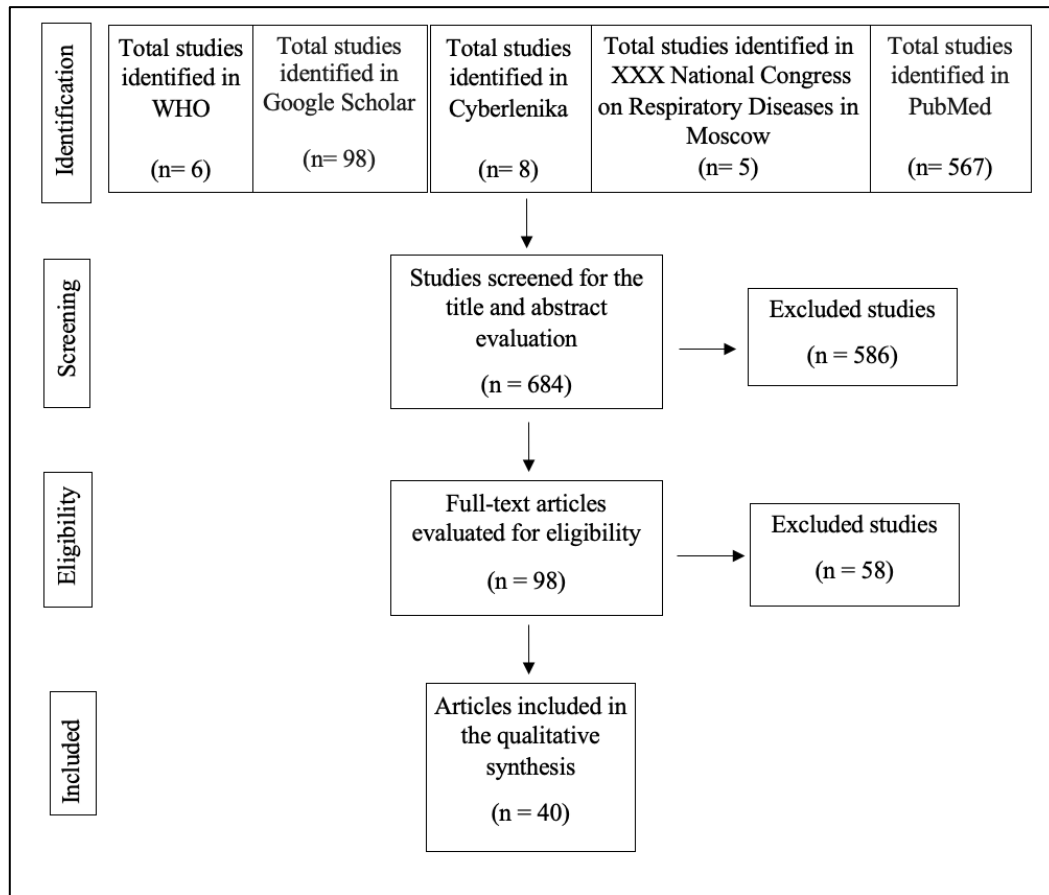 Identification
Total studies
identified in
WHO
(n= 6)
Total studies
identified in
Google Scholar
(n= 98)
Total studies
identified in
Cyberlenika
(n= 8)
Total studies identified in
XXX National Congress
on Respiratory Diseases in
Moscow
(n= 5)
Total studies
identified in
PubMed
(n= 567)
Screening
Studies screened for the
title and abstract
evaluation
(n = 684)
Excluded studies
(n = 586)
Eligibility
Full-text articles
evaluated for eligibility
(n = 98)
Excluded studies
(n = 58)
Included
Articles included in
the qualitative
synthesis
(n = 40)